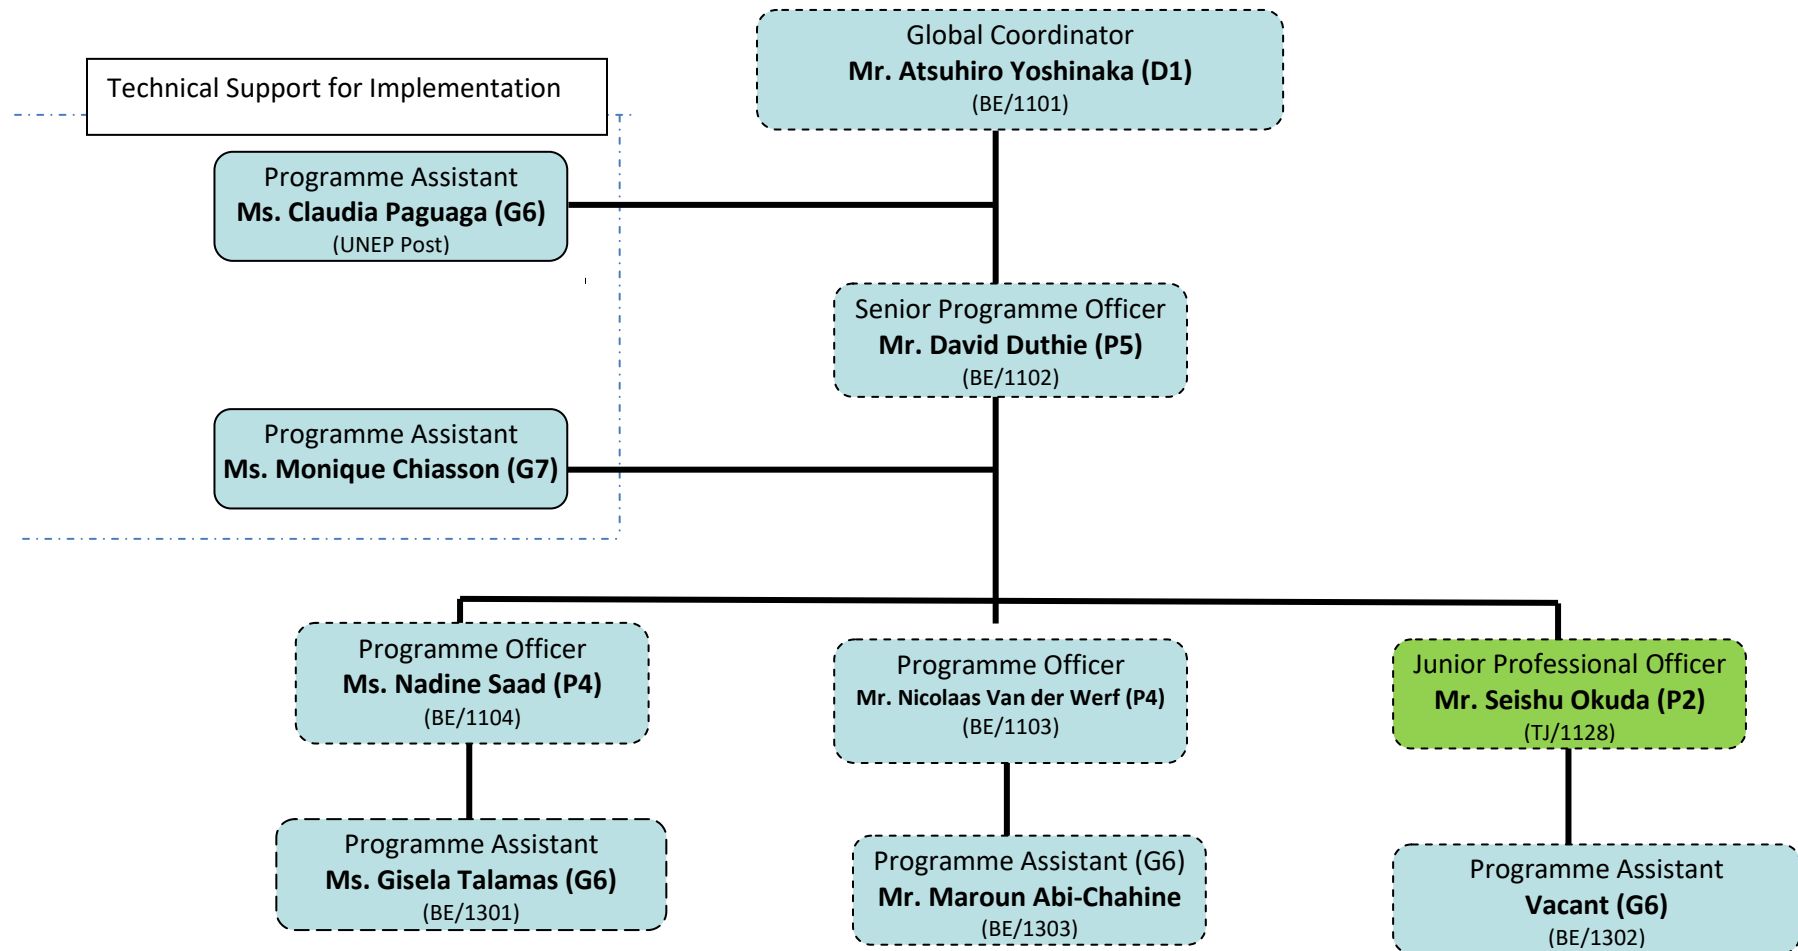 Global Coordinator
Mr. Atsuhiro Yoshinaka (D1)
(BE/1101)
Technical Support for Implementation
Programme Assistant
Ms. Claudia Paguaga (G6)
(UNEP Post)
Senior Programme Officer
Mr. David Duthie (P5)
(BE/1102)
Programme Assistant
Ms. Monique Chiasson (G7)
Programme Officer
Ms. Nadine Saad (P4)
(BE/1104)
Programme Officer
Mr. Nicolaas Van der Werf (P4)
(BE/1103)
Junior Professional Officer
Mr. Seishu Okuda (P2)
(TJ/1128)
Programme Assistant
Ms. Gisela Talamas (G6)
(BE/1301)
Programme Assistant (G6)
Mr. Maroun Abi-Chahine
(BE/1303)
Programme Assistant
Vacant (G6)
(BE/1302)